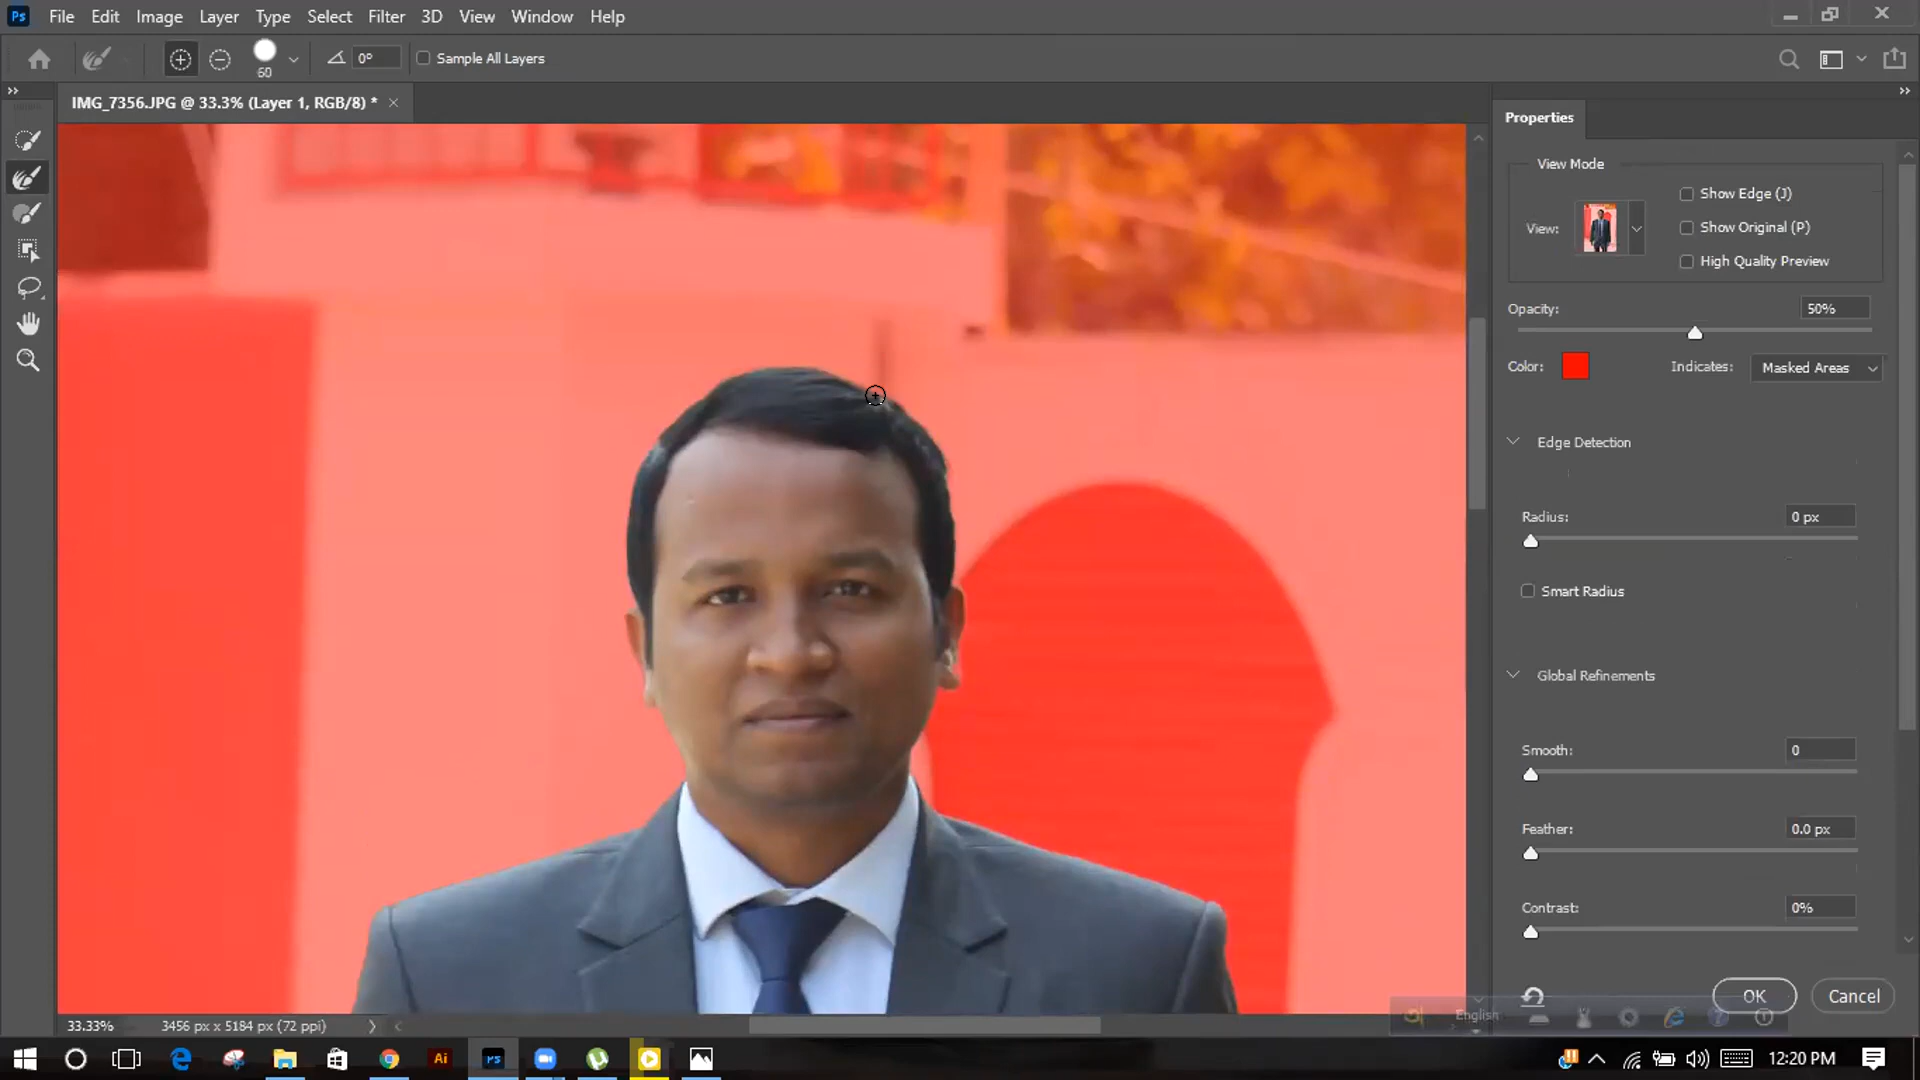 Ps File Edit Image Layer Type Select Filter 3D View Window Help
60 0° Sample All Layers
IMG_7356.JPG @ 33.3% (Layer 1, RGB/8) * ×
Properties
View Mode
View:
Show Edge (J)
Show Original (P)
High Quality Preview
Opacity: 50%
Color: Indicates: Masked Areas
Edge Detection
Radius: 0 px
Smart Radius
Global Refinements
Smooth: 0
Feather: 0.0 px
Contrast: 0%
OK Cancel
English
33.33% 3456 px x 5184 px (72 ppi)
Ai Ps 12:20 PM